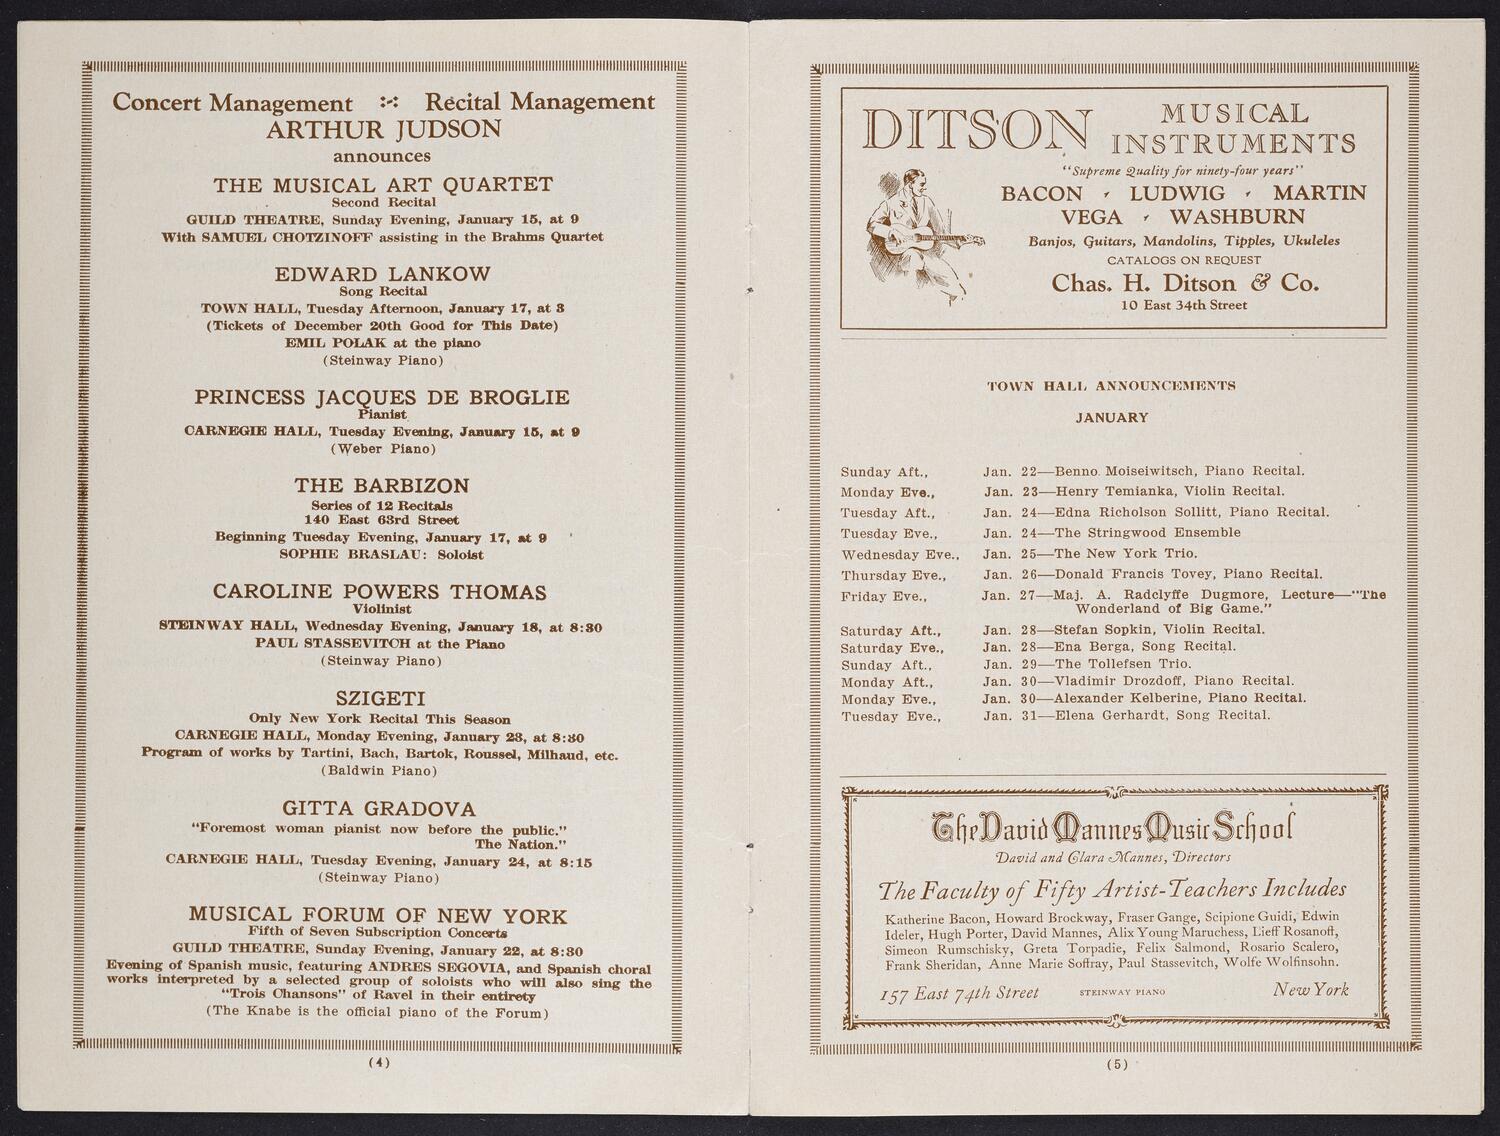 Concert Management Recital Management
ARTHUR JUDSON
announces
THE MUSICAL ART QUARTET
Second Recital
GUILD THEATRE, Sunday Evening, January 15, at 9
With SAMUEL CHOTZINOFF assisting in the Brahms Quartet
EDWARD LANKOW
Song Recital
TOWN HALL, Tuesday Afternoon, January 17, at 3
(Tickets of December 20th Good for This Date)
EMIL POLAK at the piano
(Steinway Piano)
PRINCESS JACQUES DE BROGLIE
Pianist
CARNEGIE HALL, Tuesday Evening, January 15, at 9
(Weber Piano)
THE BARBIZON
Series of 12 Recitals
140 East 63rd Street
Beginning Tuesday Evening, January 17, at 9
SOPHIE BRASLAU: Soloist
CAROLINE POWERS THOMAS
Violinist
STEINWAY HALL, Wednesday Evening, January 18, at 8:30
PAUL STASSEVITCH at the Piano
(Steinway Piano)
SZIGETI
Only New York Recital This Season
CARNEGIE HALL, Monday Evening, January 23, at 8:30
Program of works by Tartini, Bach, Bartok, Roussel, Milhaud, etc.
(Baldwin Piano)
GITTA GRADOVA
"Foremost woman pianist now before the public."
The Nation."
CARNEGIE HALL, Tuesday Evening, January 24, at 8:15
(Steinway Piano)
MUSICAL FORUM OF NEW YORK
Fifth of Seven Subscription Concerts
GUILD THEATRE, Sunday Evening, January 22, at 8:30
Evening of Spanish music, featuring ANDRES SEGOVIA, and Spanish choral
works interpreted by a selected group of soloists who will also sing the
"Trois Chansons" of Ravel in their entirety
(The Knabe is the official piano of the Forum)
(4)
DITSON MUSICAL
INSTRUMENTS
"Supreme Quality for ninety-four years"
BACON LUDWIG MARTIN
VEGA WASHBURN
Banjos, Guitars, Mandolins, Tipples, Ukuleles
CATALOGS ON REQUEST
Chas. H. Ditson & Co.
10 East 34th Street
TOWN HALL ANNOUNCEMENTS
JANUARY
Sunday Aft., Jan. 22—Benno Moiseiwitsch, Piano Recital.
Monday Eve., Jan. 23—Henry Temianka, Violin Recital.
Tuesday Aft., Jan. 24—Edna Richolson Sollitt, Piano Recital.
Tuesday Eve., Jan. 24—The Stringwood Ensemble
Wednesday Eve., Jan. 25—The New York Trio.
Thursday Eve., Jan. 26—Donald Francis Tovey, Piano Recital.
Friday Eve., Jan. 27—Maj. A. Radclyffe Dugmore, Lecture—"The
Wonderland of Big Game."
Saturday Aft., Jan. 28—Stefan Sopkin, Violin Recital.
Saturday Eve., Jan. 28—Ena Berga, Song Recital.
Sunday Aft., Jan. 29—The Tollefsen Trio.
Monday Aft., Jan. 30—Vladimir Drozdoff, Piano Recital.
Monday Eve., Jan. 30—Alexander Kelberine, Piano Recital.
Tuesday Eve., Jan. 31—Elena Gerhardt, Song Recital.
The David Mannes Music School
David and Clara Mannes, Directors
The Faculty of Fifty Artist-Teachers Includes
Katherine Bacon, Howard Brockway, Fraser Gange, Scipione Guidi, Edwin
Ideler, Hugh Porter, David Mannes, Alix Young Maruchess, Lieff Rosanoff,
Simeon Rumschisky, Greta Torpadie, Felix Salmond, Rosario Scalero,
Frank Sheridan, Anne Marie Soffray, Paul Stassevitch, Wolfe Wolfinsohn.
157 East 74th Street STEINWAY PIANO New York
(5)